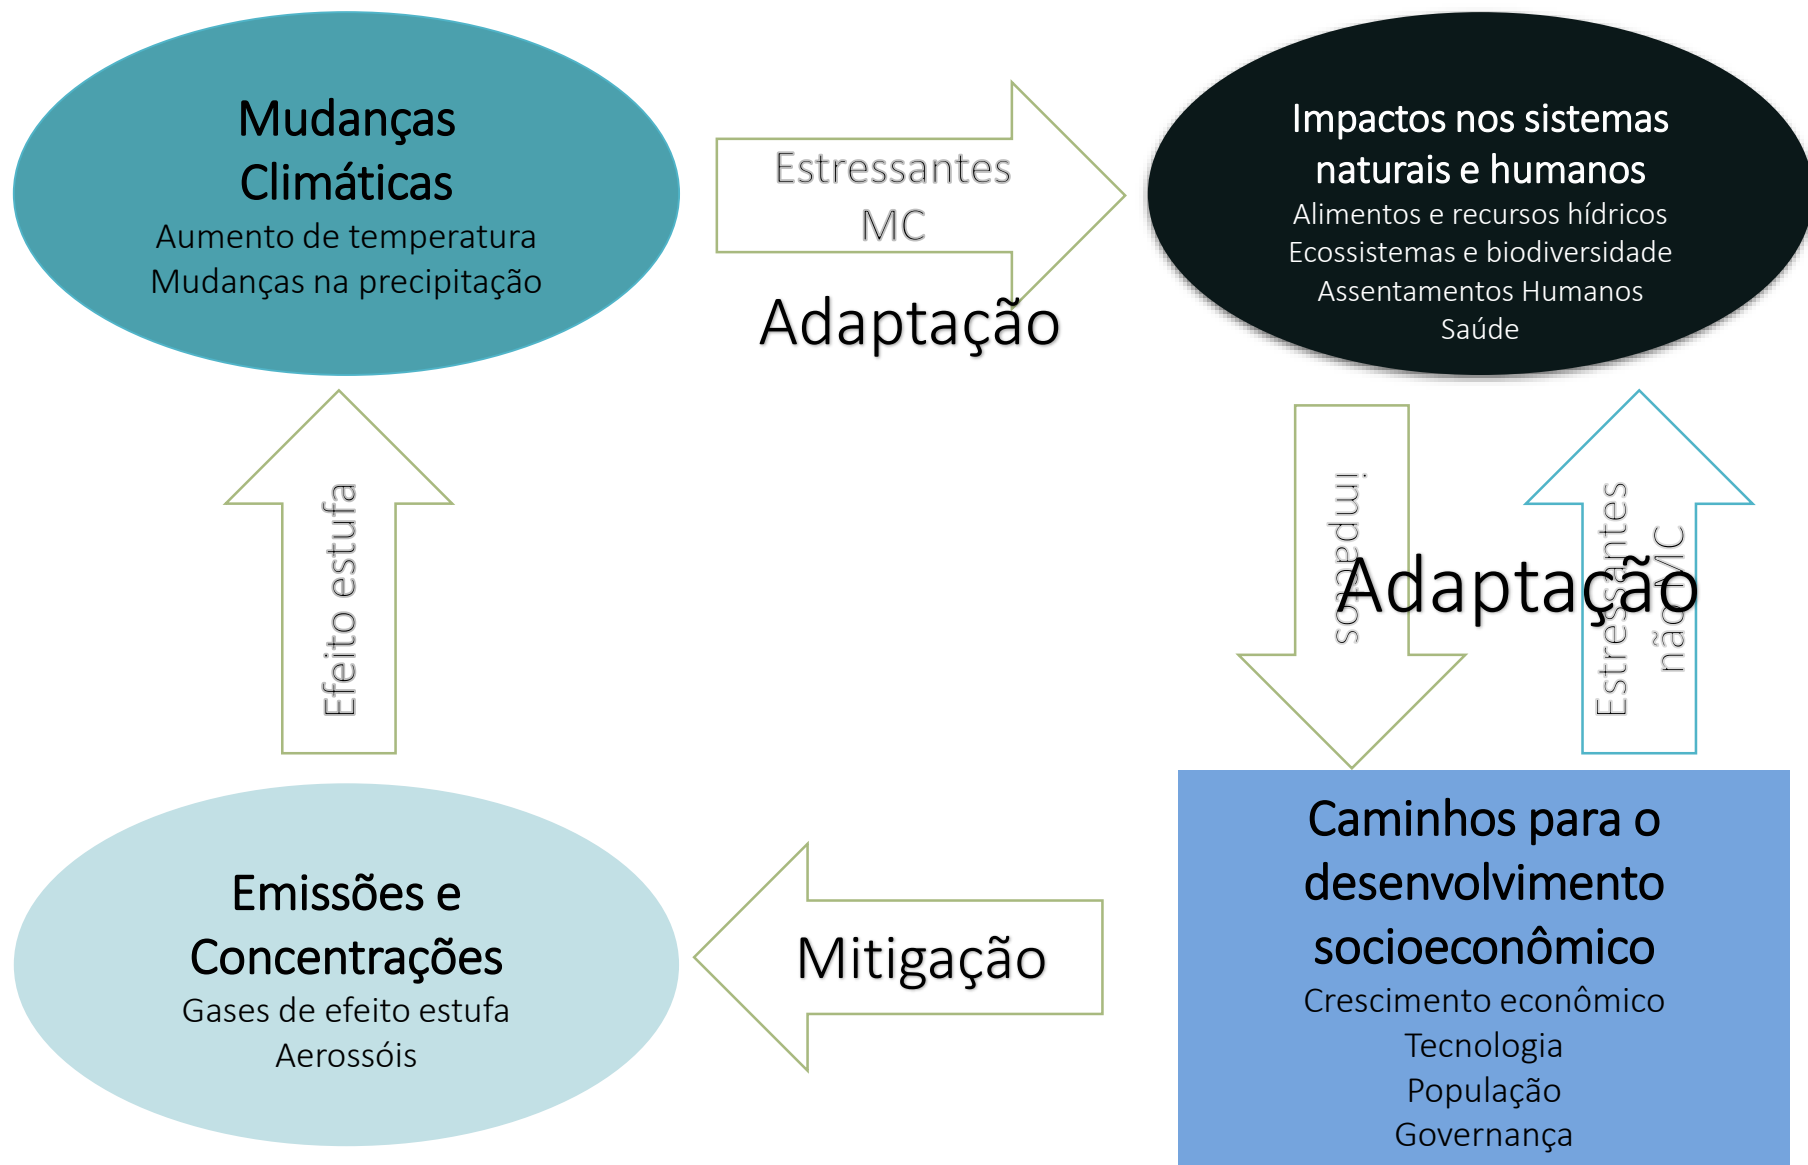 Mudanças
Climáticas
Aumento de temperatura
Mudanças na precipitação
Estressantes
MC
Adaptação
Impactos nos sistemas
naturais e humanos
Alimentos e recursos hídricos
Ecossistemas e biodiversidade
Assentamentos Humanos
Saúde
Efeito estufa
impactos
Adaptação
Estressantes
não MC
Emissões e
Concentrações
Gases de efeito estufa
Aerossóis
Mitigação
Caminhos para o
desenvolvimento
socioeconômico
Crescimento econômico
Tecnologia
População
Governança